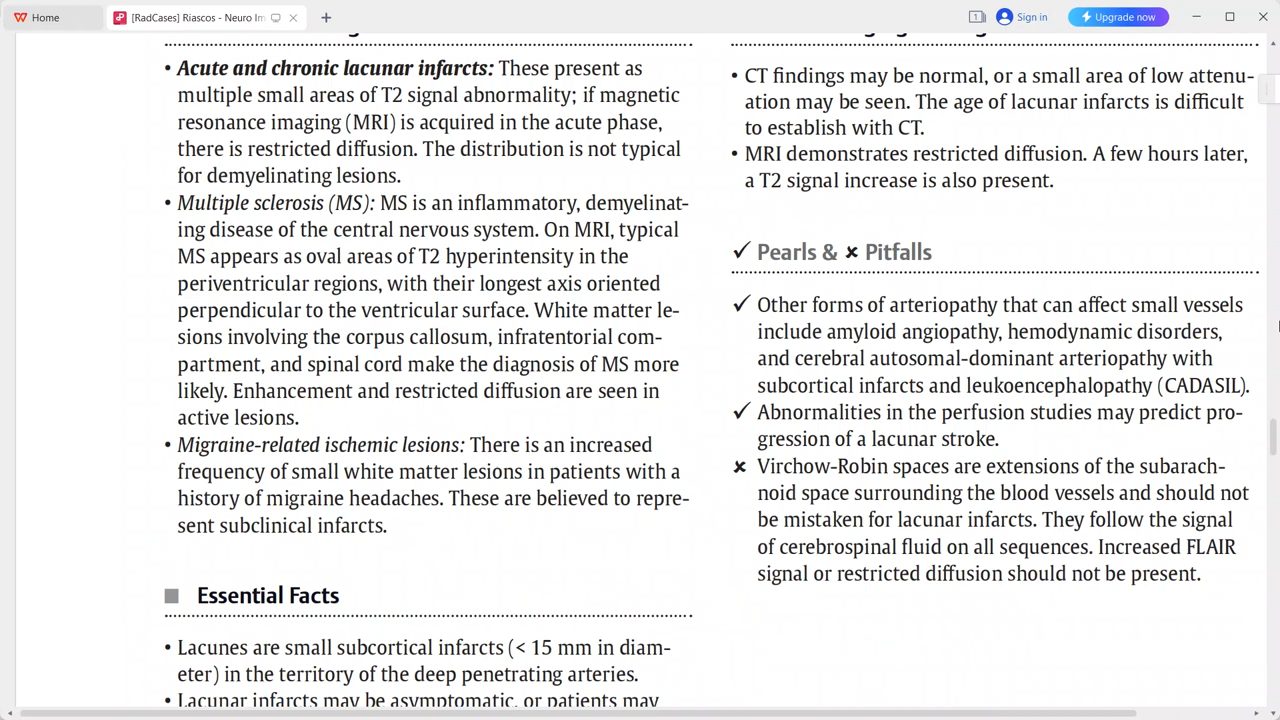 Home
[RadCases] Riascos - Neuro Im
1
Sign in
Upgrade now
• Acute and chronic lacunar infarcts: These present as
multiple small areas of T2 signal abnormality; if magnetic
resonance imaging (MRI) is acquired in the acute phase,
there is restricted diffusion. The distribution is not typical
for demyelinating lesions.
• Multiple sclerosis (MS): MS is an inflammatory, demyelinat-
ing disease of the central nervous system. On MRI, typical
MS appears as oval areas of T2 hyperintensity in the
periventricular regions, with their longest axis oriented
perpendicular to the ventricular surface. White matter le-
sions involving the corpus callosum, infratentorial com-
partment, and spinal cord make the diagnosis of MS more
likely. Enhancement and restricted diffusion are seen in
active lesions.
• Migraine-related ischemic lesions: There is an increased
frequency of small white matter lesions in patients with a
history of migraine headaches. These are believed to repre-
sent subclinical infarcts.
Essential Facts
• Lacunes are small subcortical infarcts (< 15 mm in diam-
eter) in the territory of the deep penetrating arteries.
• Lacunar infarcts may be asymptomatic, or patients may
• CT findings may be normal, or a small area of low attenu-
ation may be seen. The age of lacunar infarcts is difficult
to establish with CT.
• MRI demonstrates restricted diffusion. A few hours later,
a T2 signal increase is also present.
✓ Pearls & ✘ Pitfalls
✓ Other forms of arteriopathy that can affect small vessels
include amyloid angiopathy, hemodynamic disorders,
and cerebral autosomal-dominant arteriopathy with
subcortical infarcts and leukoencephalopathy (CADASIL).
✓ Abnormalities in the perfusion studies may predict pro-
gression of a lacunar stroke.
✘ Virchow-Robin spaces are extensions of the subarach-
noid space surrounding the blood vessels and should not
be mistaken for lacunar infarcts. They follow the signal
of cerebrospinal fluid on all sequences. Increased FLAIR
signal or restricted diffusion should not be present.